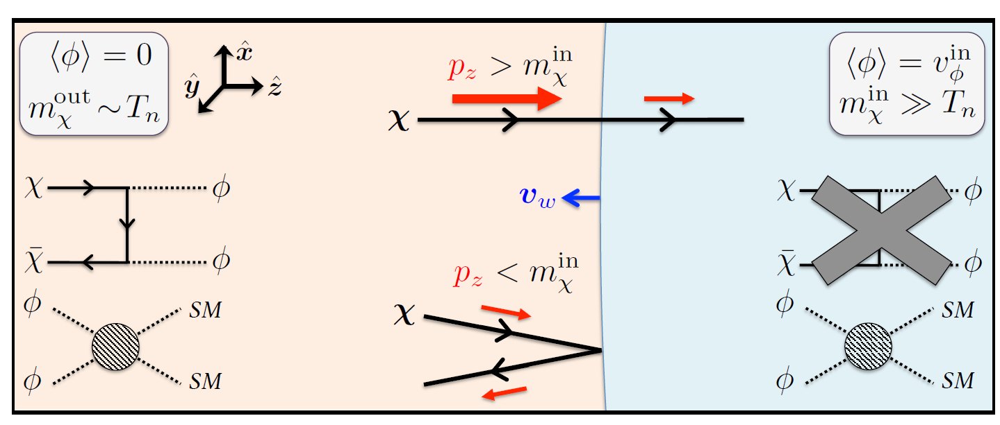 ⟨ϕ⟩ = 0
m_χ^out ~ T_n
x̂
ŷ
ẑ
p_z > m_χ^in
χ
⟨ϕ⟩ = v_ϕ^in
m_χ^in ≫ T_n
χ
ϕ
χ̄
ϕ
v_w
χ
ϕ
χ̄
ϕ
p_z < m_χ^in
χ
ϕ
SM
ϕ
SM
ϕ
SM
ϕ
SM